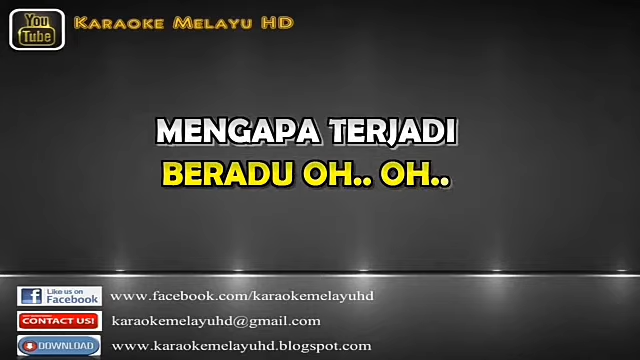 You
Tube
Karaoke Melayu HD
MENGAPA TERJADI
BERADU OH.. OH..
Like us on
Facebook
www.facebook.com/karaokemelayuhd
CONTACT US!
karaokemelayuhd@gmail.com
DOWNLOAD
www.karaokemelayuhd.blogspot.com